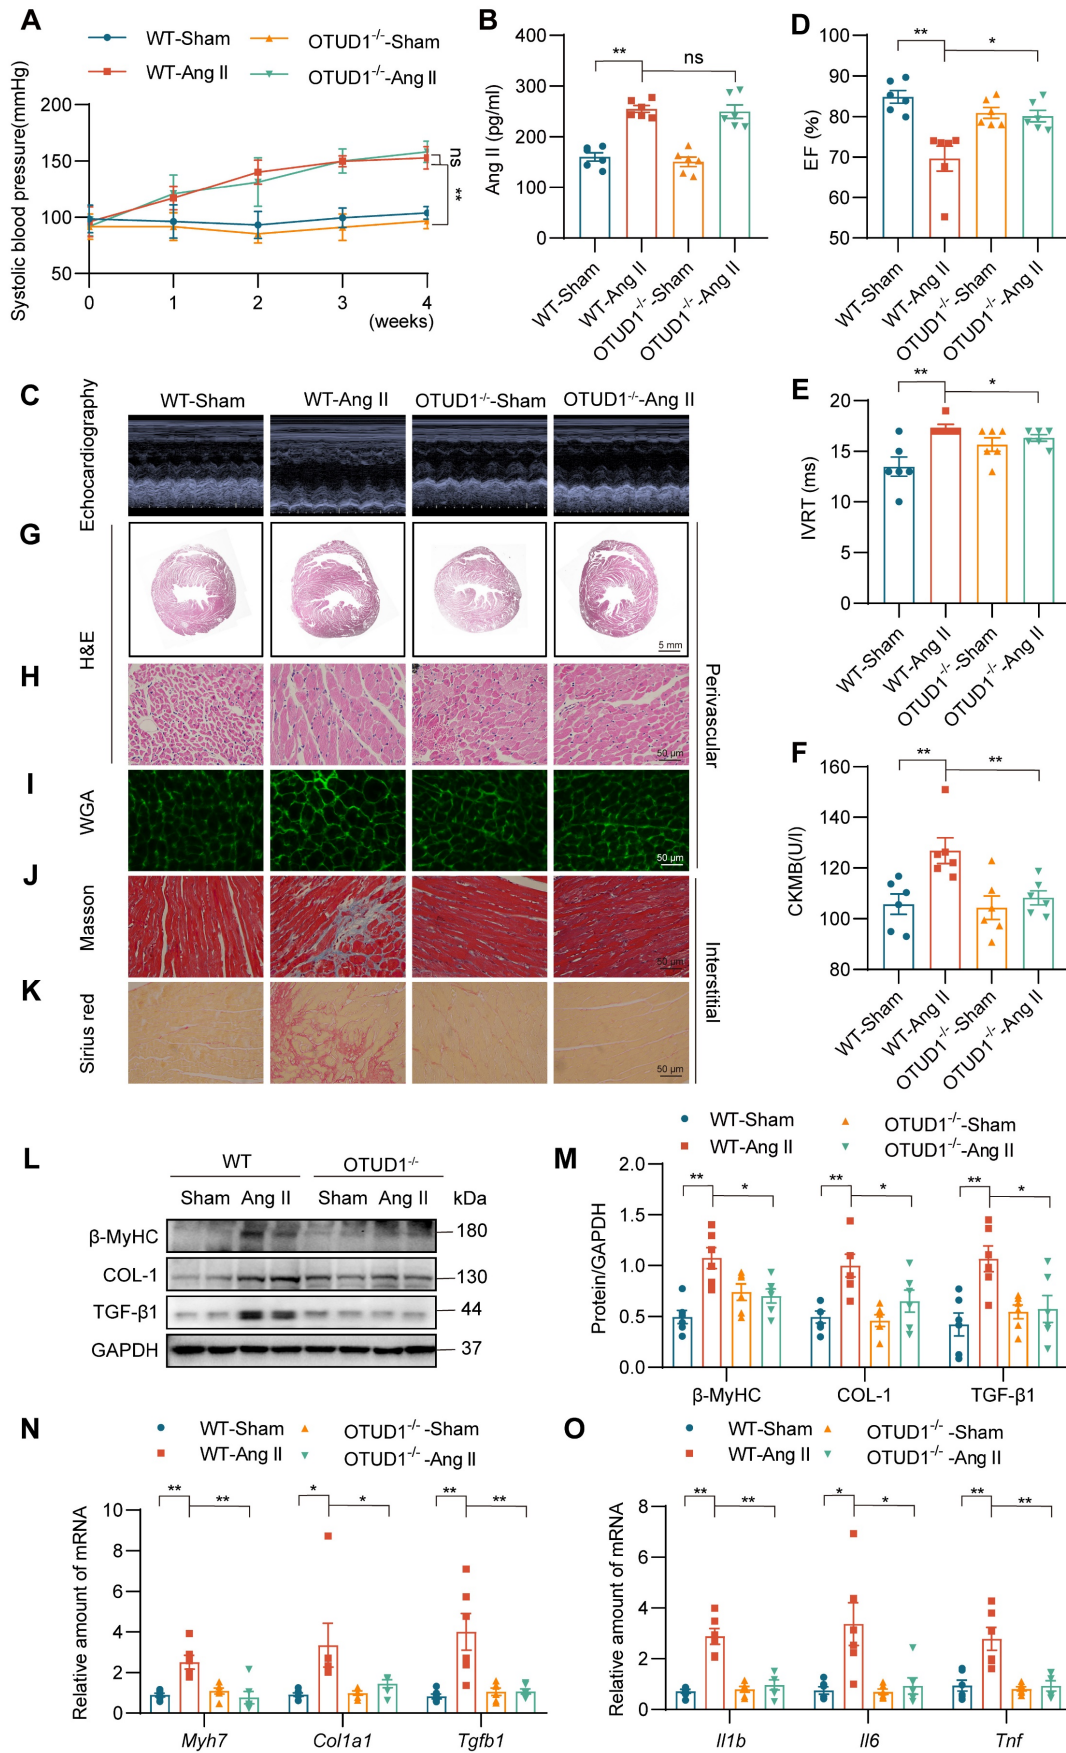 A
WT-Sham
OTUD1-/--Sham
WT-Ang II
OTUD1-/--Ang II
Systolic blood pressure(mmHg)
200
150
100
50
0 1 2 3 4
(weeks)
ns
**
B
Ang II (pg/ml)
400
300
200
100
0
** ns
WT-Sham
WT-Ang II
OTUD1-/--Sham
OTUD1-/--Ang II
D
EF (%)
100
90
80
70
60
50
** *
WT-Sham
WT-Ang II
OTUD1-/--Sham
OTUD1-/--Ang II
C
Echocardiography
WT-Sham WT-Ang II OTUD1-/--Sham OTUD1-/--Ang II
G
5 mm
H&E
H
50 µm
Perivascular
I
WGA
50 µm
J
Masson
50 µm
K
Sirius red
50 µm
Interstitial
E
IVRT (ms)
20
15
10
5
0
** *
WT-Sham
WT-Ang II
OTUD1-/--Sham
OTUD1-/--Ang II
F
CKMB(U/l)
160
140
120
100
80
** **
WT-Sham
WT-Ang II
OTUD1-/--Sham
OTUD1-/--Ang II
L
WT OTUD1-/-
Sham Ang II Sham Ang II kDa
β-MyHC 180
COL-1 130
TGF-β1 44
GAPDH 37
M
WT-Sham OTUD1-/--Sham
WT-Ang II OTUD1-/--Ang II
Protein/GAPDH
2.0
1.5
1.0
0.5
0.0
** * ** * ** *
β-MyHC COL-1 TGF-β1
N
WT-Sham OTUD1-/--Sham
WT-Ang II OTUD1-/--Ang II
Relative amount of mRNA
10
8
6
4
2
0
** ** * * ** **
Myh7 Col1a1 Tgfb1
O
WT-Sham OTUD1-/--Sham
WT-Ang II OTUD1-/--Ang II
Relative amount of mRNA
8
6
4
2
0
** ** * * ** **
Il1b Il6 Tnf